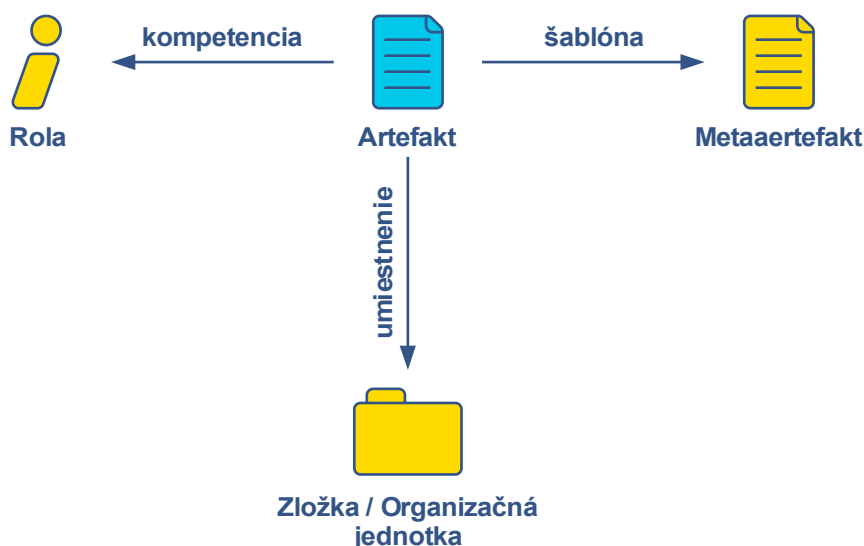 kompetencia
šablóna
Rola
Artefakt
Metaaertefakt
umiestnenie
Zložka / Organizačná
jednotka